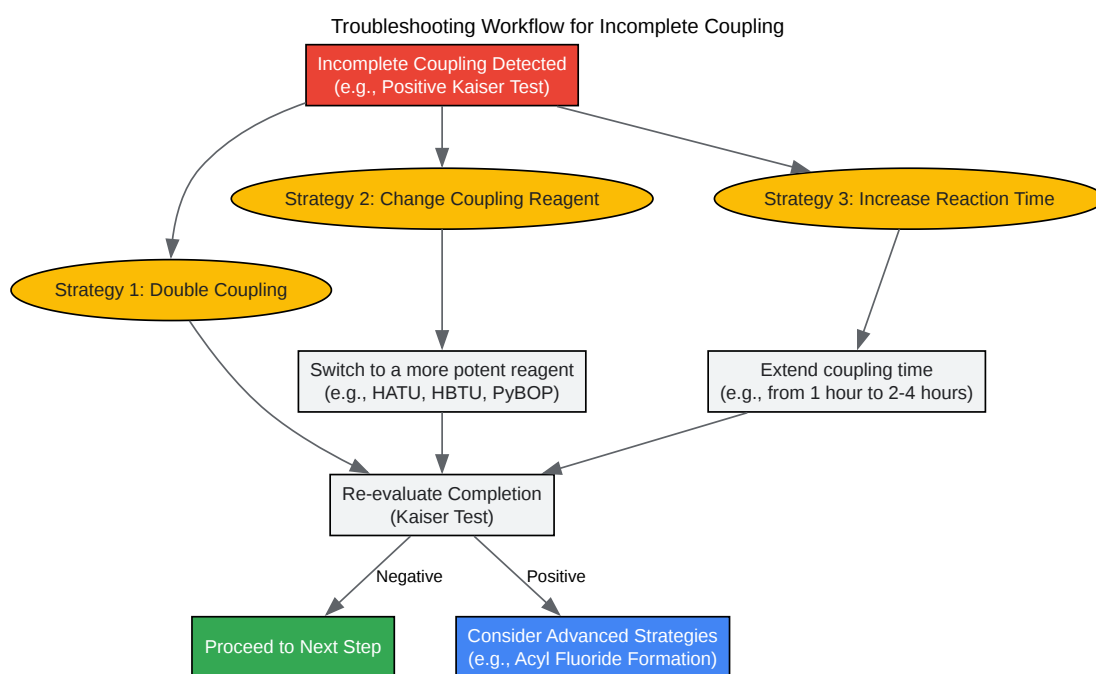 Troubleshooting Workflow for Incomplete Coupling
Incomplete Coupling Detected
(e.g., Positive Kaiser Test)
Strategy 2: Change Coupling Reagent
Strategy 3: Increase Reaction Time
Strategy 1: Double Coupling
Switch to a more potent reagent
(e.g., HATU, HBTU, PyBOP)
Extend coupling time
(e.g., from 1 hour to 2-4 hours)
Re-evaluate Completion
(Kaiser Test)
Negative
Positive
Proceed to Next Step
Consider Advanced Strategies
(e.g., Acyl Fluoride Formation)